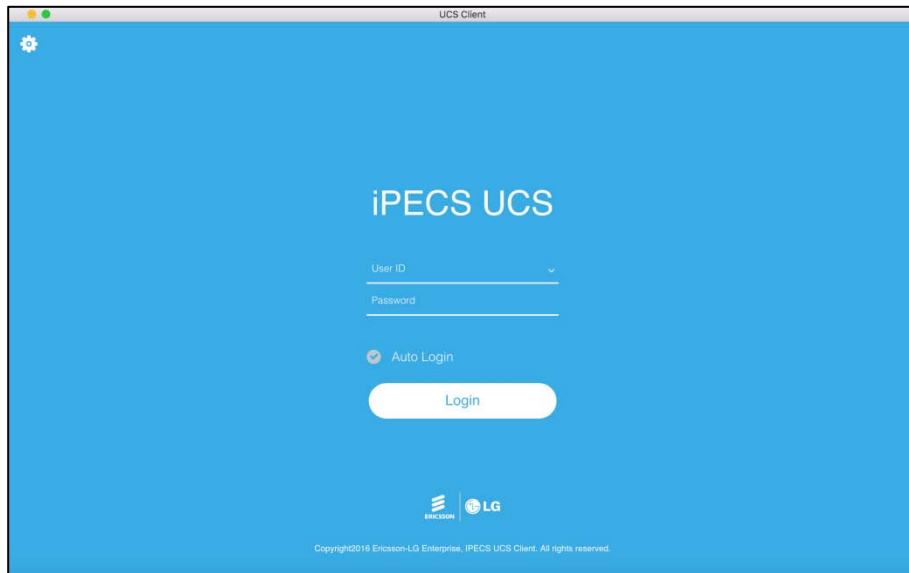 UCS Client
iPECS UCS
User ID
Password
Auto Login
Login
ERICSSON LG
Copyright2016 Ericsson-LG Enterprise, IPECS UCS Client. All rights reserved.